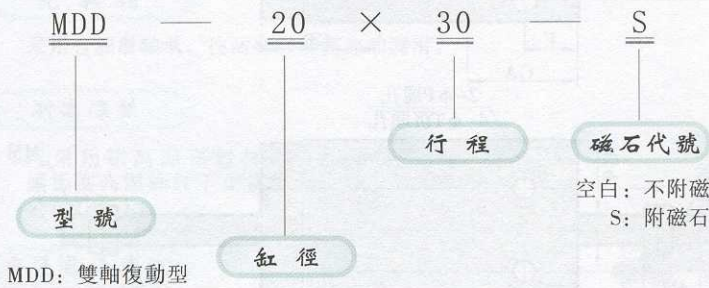 MDD — 20 × 30 — S
行程
磁石代號
空白：不附磁
S：附磁石
型號
缸徑
MDD：雙軸復動型